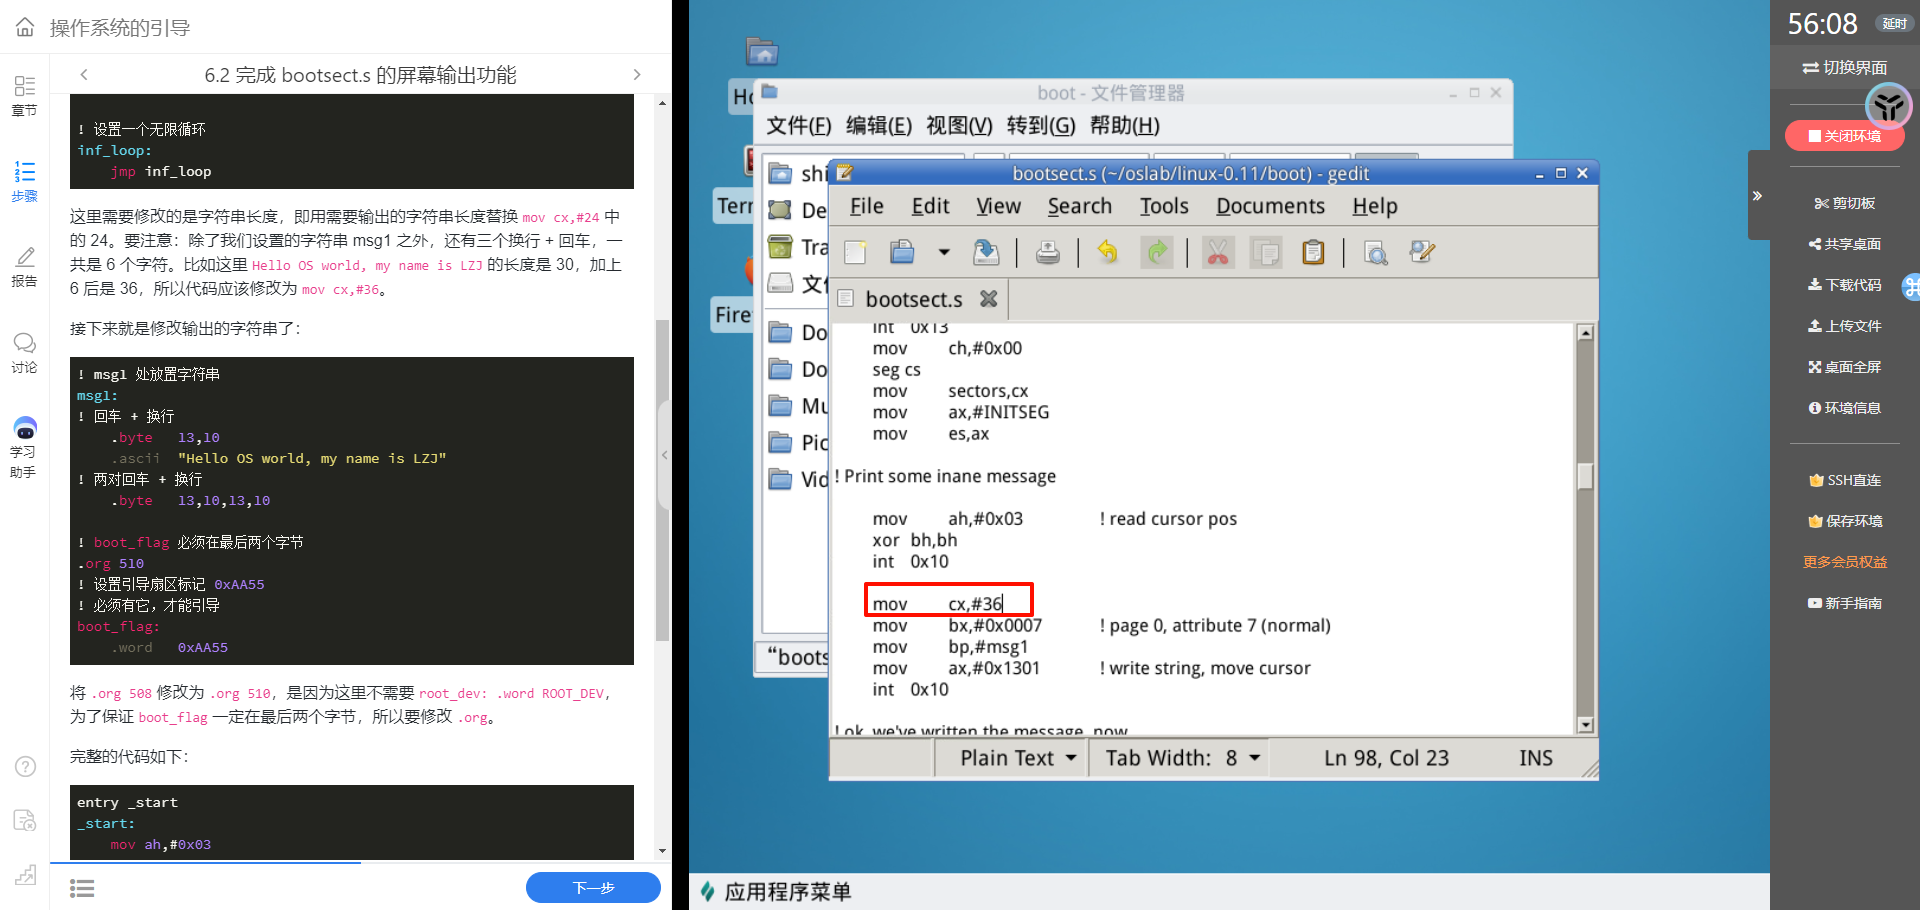 操作系统的引导
章节
步骤
报告
讨论
学习
助手
6.2 完成 bootsect.s 的屏幕输出功能
! 设置一个无限循环
inf_loop:
jmp inf_loop
这里需要修改的是字符串长度，即用需要输出的字符串长度替换 mov cx,#24 中
的 24。要注意：除了我们设置的字符串 msg1 之外，还有三个换行 + 回车，一
共是 6 个字符。比如这里 Hello OS world, my name is LZJ 的长度是 30，加上
6 后是 36，所以代码应该修改为 mov cx,#36。
接下来就是修改输出的字符串了：
! msg1 处放置字符串
msg1:
! 回车 + 换行
.byte 13,10
.ascii "Hello OS world, my name is LZJ"
! 两对回车 + 换行
.byte 13,10,13,10
! boot_flag 必须在最后两个字节
.org 510
! 设置引导扇区标记 0xAA55
! 必须有它，才能引导
boot_flag:
.word 0xAA55
将 .org 508 修改为 .org 510，是因为这里不需要 root_dev: .word ROOT_DEV，
为了保证 boot_flag 一定在最后两个字节，所以要修改 .org。
完整的代码如下：
entry _start
_start:
mov ah,#0x03
下一步
boot - 文件管理器
文件(F) 编辑(E) 视图(V) 转到(G) 帮助(H)
shi
De
Tra
文件
Do
Do
Mu
Pic
Vid
"boots
Ho
Tern
Firef
bootsect.s (~/oslab/linux-0.11/boot) - gedit
File Edit View Search Tools Documents Help
bootsect.s
int 0x13
mov ch,#0x00
seg cs
mov sectors,cx
mov ax,#INITSEG
mov es,ax
! Print some inane message
mov ah,#0x03 ! read cursor pos
xor bh,bh
int 0x10
mov cx,#36
mov bx,#0x0007 ! page 0, attribute 7 (normal)
mov bp,#msg1
mov ax,#0x1301 ! write string, move cursor
int 0x10
! ok, we've written the message, now
Plain Text Tab Width: 8 Ln 98, Col 23 INS
应用程序菜单
56:08 延时
切换界面
关闭环境
剪切板
共享桌面
下载代码
上传文件
桌面全屏
环境信息
SSH直连
保存环境
更多会员权益
新手指南